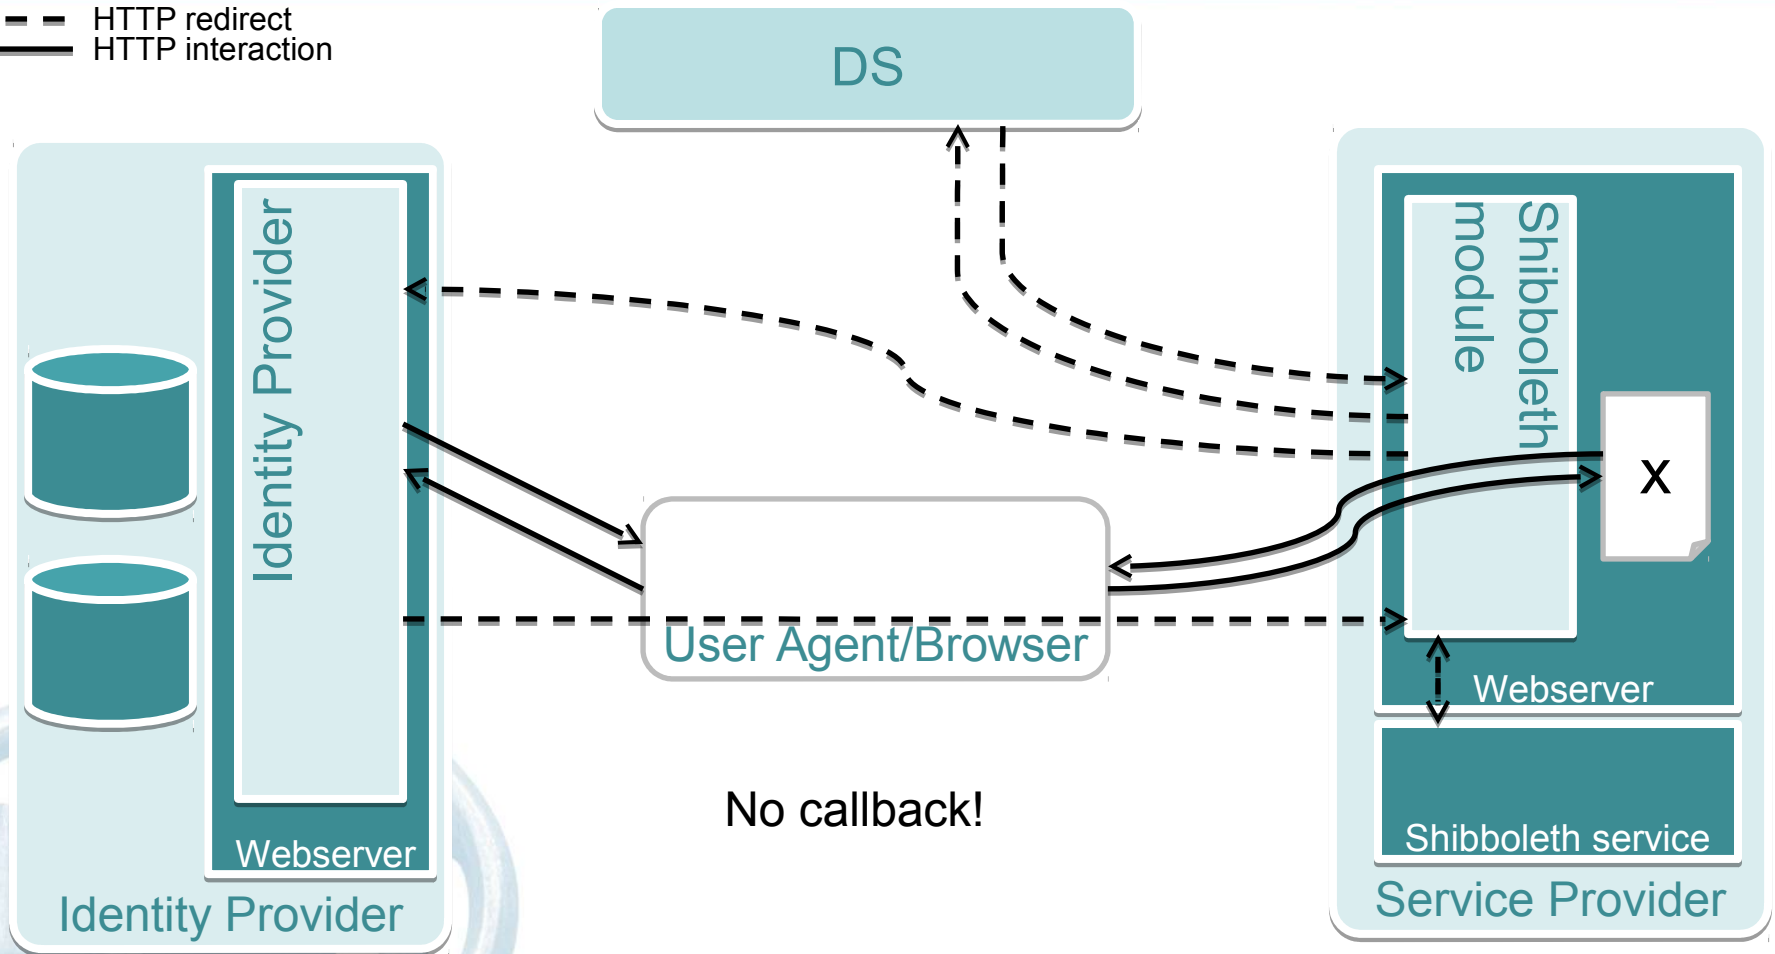 HTTP redirect
HTTP interaction
DS
Identity Provider
Shibboleth
module
x
User Agent/Browser
Webserver
No callback!
Shibboleth service
Webserver
Service Provider
Identity Provider